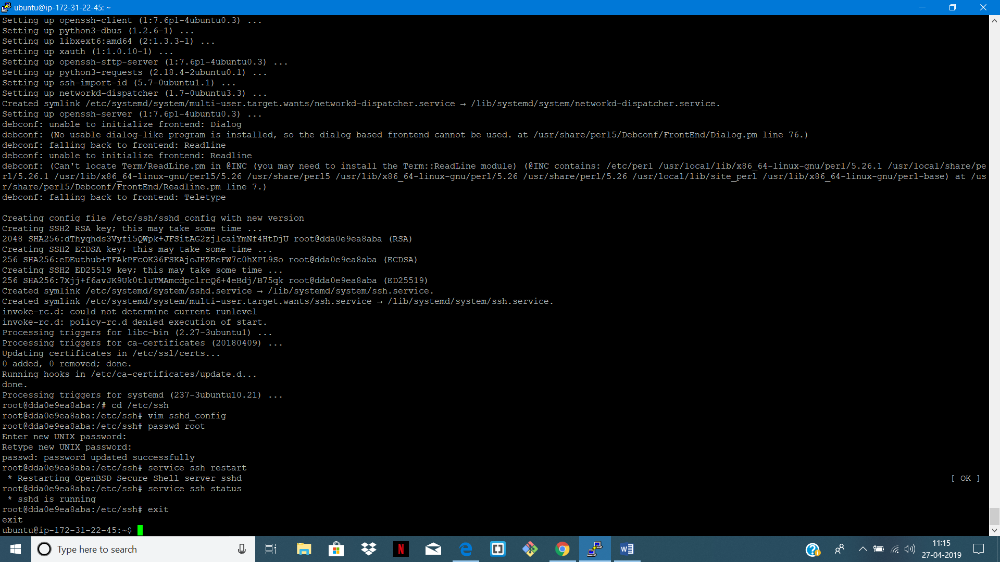 ubuntu@ip-172-31-22-45: ~
Setting up openssh-client (1:7.6p1-4ubuntu0.3) ...
Setting up python3-dbus (1.2.6-1) ...
Setting up libxext6:amd64 (2:1.3.3-1) ...
Setting up xauth (1:1.0.10-1) ...
Setting up openssh-sftp-server (1:7.6p1-4ubuntu0.3) ...
Setting up python3-requests (2.18.4-2ubuntu0.1) ...
Setting up ssh-import-id (5.7-0ubuntu1.1) ...
Setting up networkd-dispatcher (1.7-0ubuntu3.3) ...
Created symlink /etc/systemd/system/multi-user.target.wants/networkd-dispatcher.service → /lib/systemd/system/networkd-dispatcher.service.
Setting up openssh-server (1:7.6p1-4ubuntu0.3) ...
debconf: unable to initialize frontend: Dialog
debconf: (No usable dialog-like program is installed, so the dialog based frontend cannot be used. at /usr/share/perl5/Debconf/FrontEnd/Dialog.pm line 76.)
debconf: falling back to frontend: Readline
debconf: unable to initialize frontend: Readline
debconf: (Can't locate Term/ReadLine.pm in @INC (you may need to install the Term::ReadLine module) (@INC contains: /etc/perl /usr/local/lib/x86_64-linux-gnu/perl/5.26.1 /usr/local/share/pe
rl/5.26.1 /usr/lib/x86_64-linux-gnu/perl5/5.26 /usr/share/perl5 /usr/lib/x86_64-linux-gnu/perl/5.26 /usr/share/perl/5.26 /usr/local/lib/site_perl /usr/lib/x86_64-linux-gnu/perl-base) at /us
r/share/perl5/Debconf/FrontEnd/Readline.pm line 7.)
debconf: falling back to frontend: Teletype
Creating config file /etc/ssh/sshd_config with new version
Creating SSH2 RSA key; this may take some time ...
2048 SHA256:dThyqhds3Vyfi5QWpk+JFSitAG2zjlcaiYmNf4HtDjU root@dda0e9ea8aba (RSA)
Creating SSH2 ECDSA key; this may take some time ...
256 SHA256:eDEuthub+TFAkPFcOK36FSKAjoJHZEeFW7c0hXPL9So root@dda0e9ea8aba (ECDSA)
Creating SSH2 ED25519 key; this may take some time ...
256 SHA256:7Xjj+f6avJK9Uk0tluTMAmcdpclrcQ6+4eBdj/B75qk root@dda0e9ea8aba (ED25519)
Created symlink /etc/systemd/system/sshd.service → /lib/systemd/system/ssh.service.
Created symlink /etc/systemd/system/multi-user.target.wants/ssh.service → /lib/systemd/system/ssh.service.
invoke-rc.d: could not determine current runlevel
invoke-rc.d: policy-rc.d denied execution of start.
Processing triggers for libc-bin (2.27-3ubuntu1) ...
Processing triggers for ca-certificates (20180409) ...
Updating certificates in /etc/ssl/certs...
0 added, 0 removed; done.
Running hooks in /etc/ca-certificates/update.d...
done.
Processing triggers for systemd (237-3ubuntu10.21) ...
root@dda0e9ea8aba:/# cd /etc/ssh
root@dda0e9ea8aba:/etc/ssh# vim sshd_config
root@dda0e9ea8aba:/etc/ssh# passwd root
Enter new UNIX password:
Retype new UNIX password:
passwd: password updated successfully
root@dda0e9ea8aba:/etc/ssh# service ssh restart
* Restarting OpenBSD Secure Shell server sshd [ OK ]
root@dda0e9ea8aba:/etc/ssh# service ssh status
* sshd is running
root@dda0e9ea8aba:/etc/ssh# exit
exit
ubuntu@ip-172-31-22-45:~$
Type here to search
11:15
27-04-2019